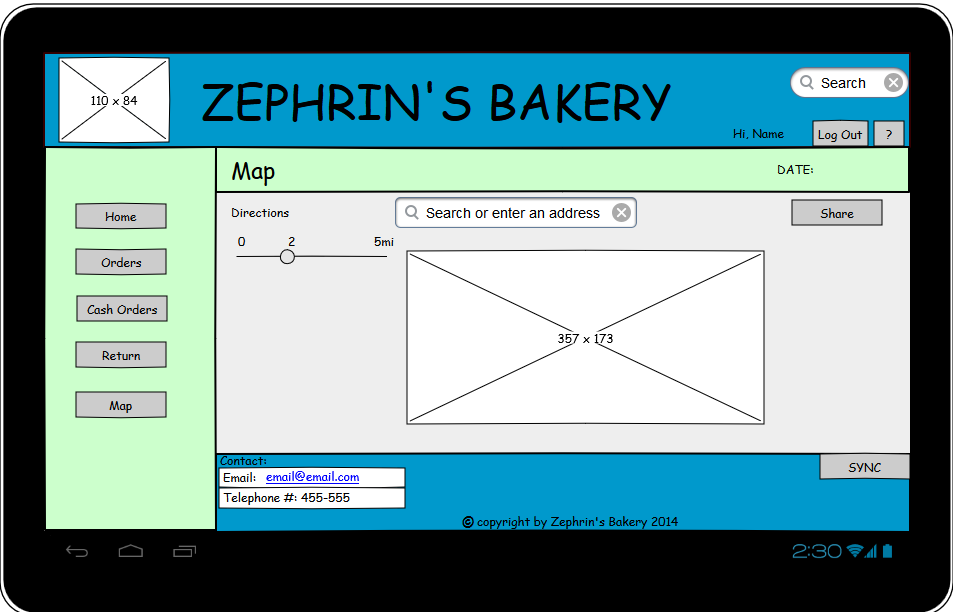 110 x 84
ZEPHRIN'S BAKERY
Search
Hi, Name
Log Out
?
Map
DATE:
Home
Orders
Cash Orders
Return
Map
Directions
Search or enter an address
Share
0 2 5mi
357 x 173
Contact:
Email: email@email.com
Telephone #: 455-555
SYNC
© copyright by Zephrin's Bakery 2014
2:30